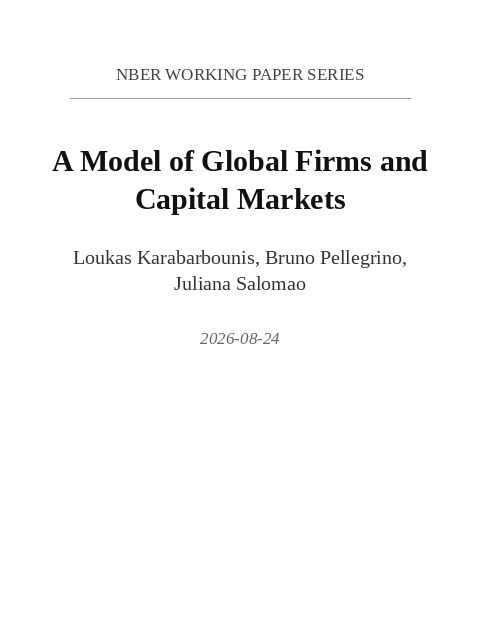 NBER WORKING PAPER SERIES
A Model of Global Firms and
Capital Markets
Loukas Karabarbounis, Bruno Pellegrino,
Juliana Salomao
2026-08-24